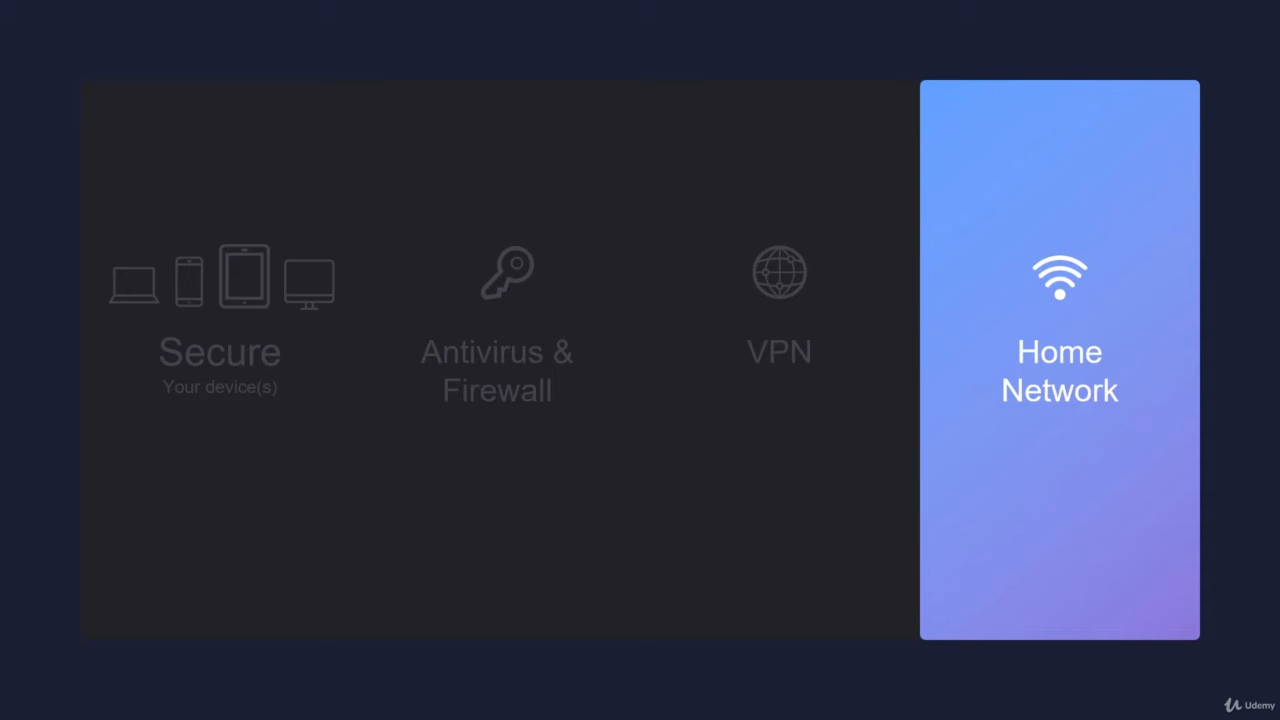 Secure
Your device(s)
Antivirus &
Firewall
VPN
Home
Network
Udemy